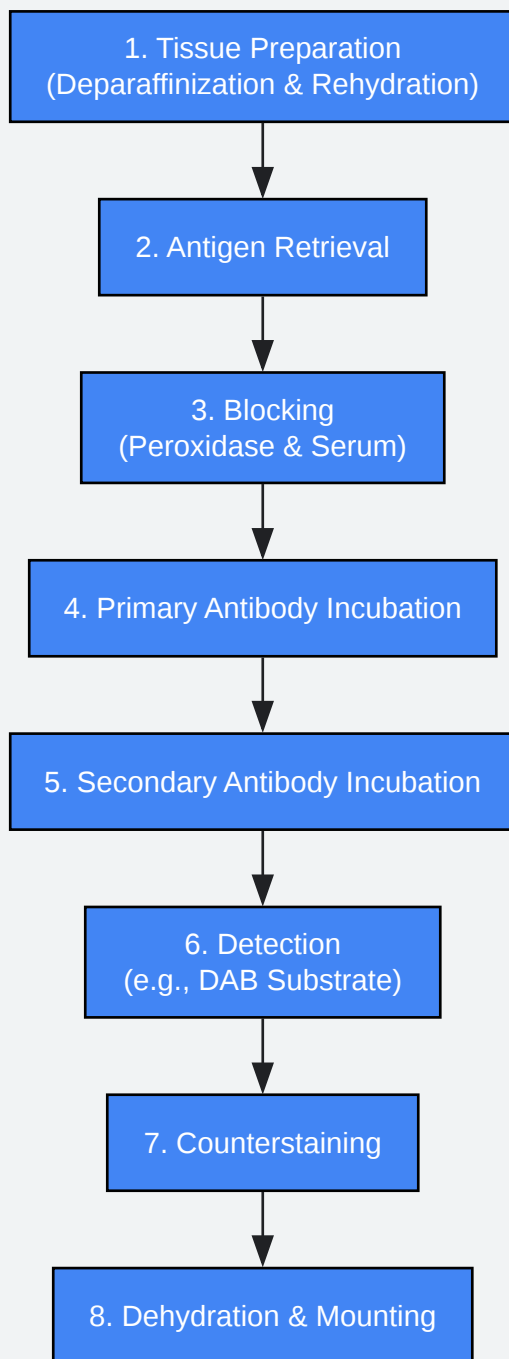 1. Tissue Preparation
(Deparaffinization & Rehydration)
2. Antigen Retrieval
3. Blocking
(Peroxidase & Serum)
4. Primary Antibody Incubation
5. Secondary Antibody Incubation
6. Detection
(e.g., DAB Substrate)
7. Counterstaining
8. Dehydration & Mounting